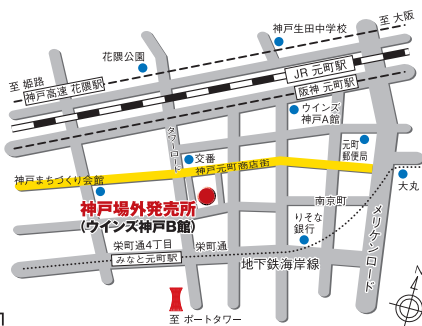 至 大阪
神戸生田中学校
花隈公園
至 姫路
神戸高速 花隈駅
JR 元町駅
阪神 元町駅
ウインズ
神戸A館
タワーロード
交番
元町
郵便局
神戸元町商店街
神戸まちづくり会館
大丸
神戸場外発売所
(ウインズ神戸B館)
南京町
メリケンロード
りそな
銀行
栄町通4丁目
栄町通
みなと元町駅
地下鉄海岸線
至 ポートタワー
N